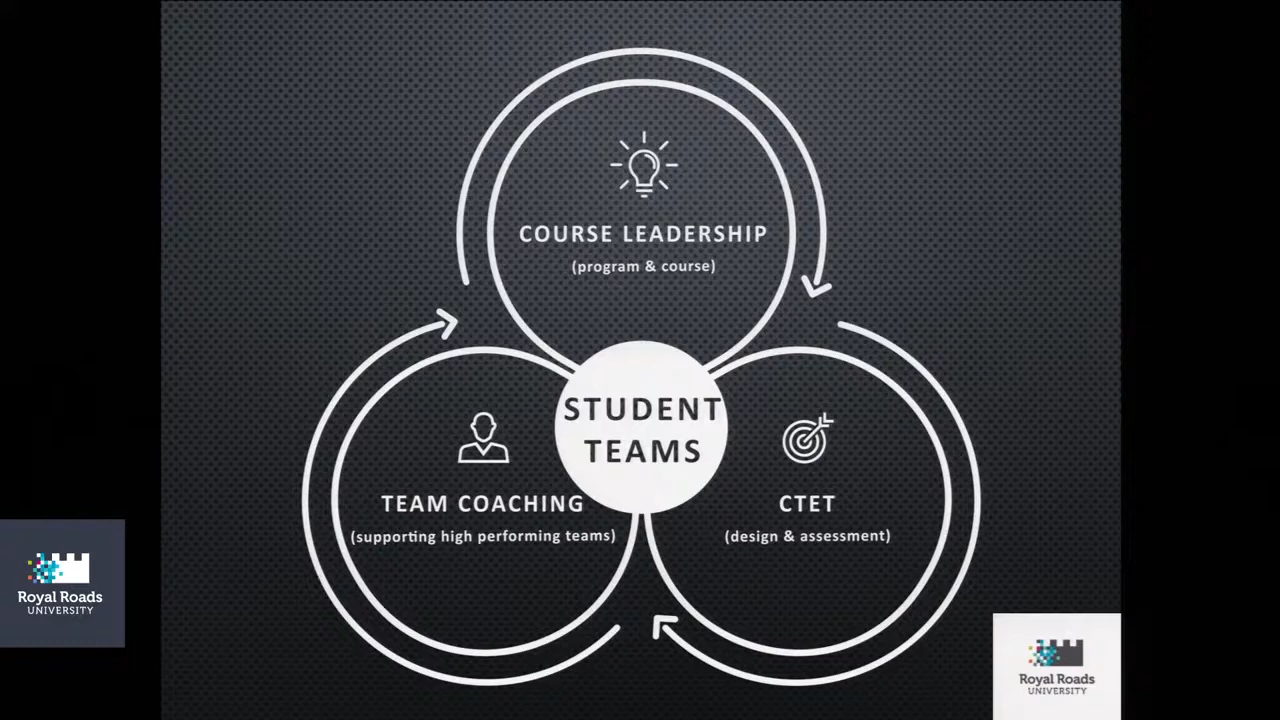 COURSE LEADERSHIP
(program & course)
STUDENT
TEAMS
TEAM COACHING
(supporting high performing teams)
CTET
(design & assessment)
Royal Roads
UNIVERSITY
Royal Roads
UNIVERSITY